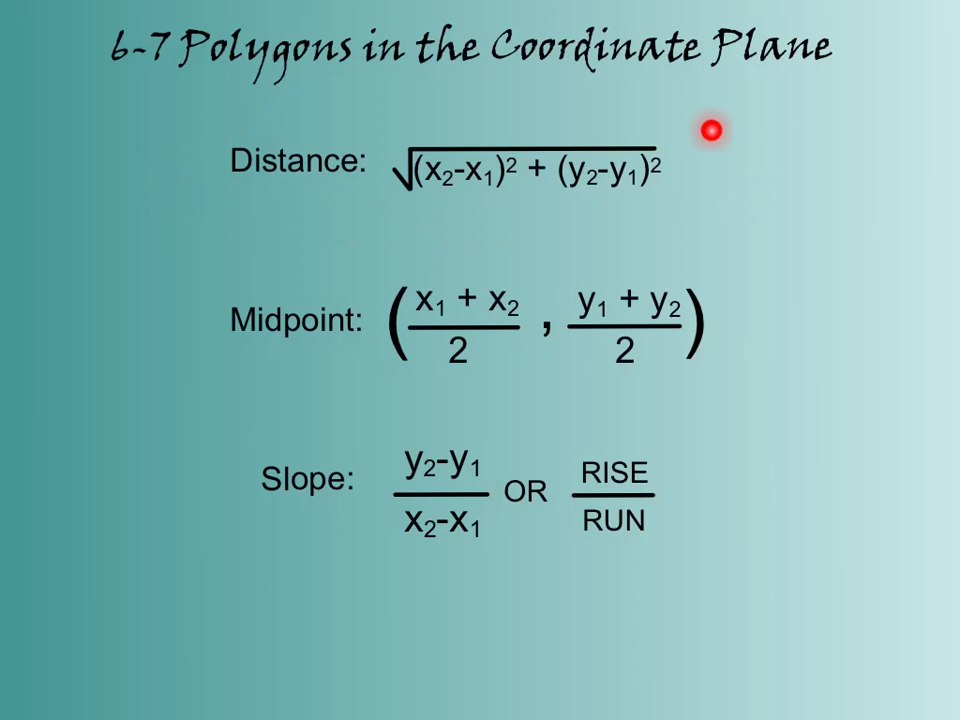 6-7 Polygons in the Coordinate Plane
Distance: √(x₂-x₁)² + (y₂-y₁)²
Midpoint: (x₁ + x₂/2 , y₁ + y₂/2)
Slope: y₂-y₁/x₂-x₁ OR RISE/RUN